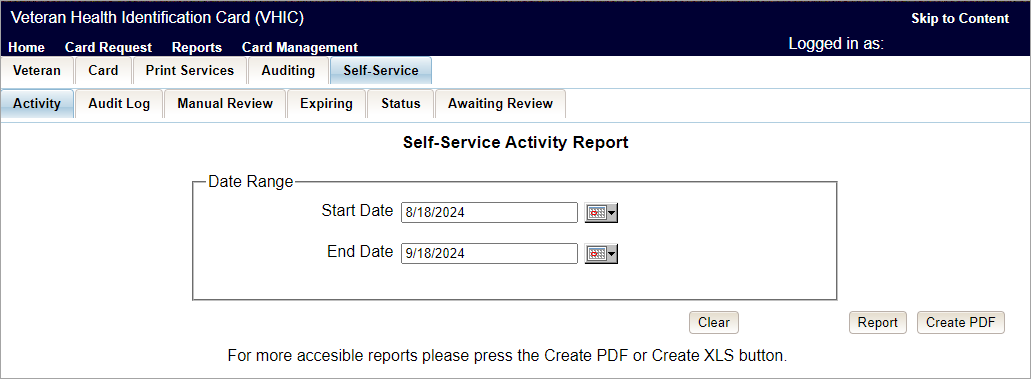 Veteran Health Identification Card (VHIC)
Skip to Content
Home Card Request Reports Card Management
Logged in as:
Veteran Card Print Services Auditing Self-Service
Activity Audit Log Manual Review Expiring Status Awaiting Review
Self-Service Activity Report
Date Range
Start Date 8/18/2024
End Date 9/18/2024
Clear Report Create PDF
For more accesible reports please press the Create PDF or Create XLS button.